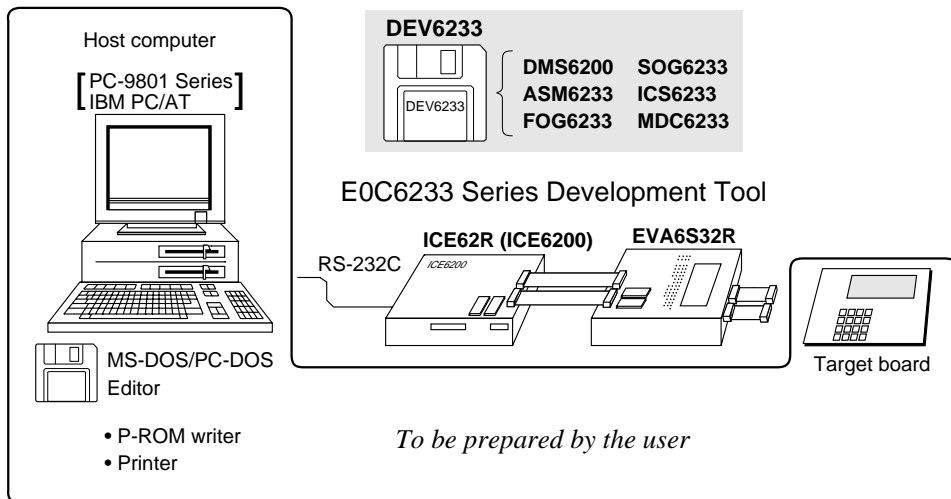 Host computer
PC-9801 Series
IBM PC/AT
DEV6233
DEV6233
DMS6200 SOG6233
ASM6233 ICS6233
FOG6233 MDC6233
E0C6233 Series Development Tool
RS-232C
ICE62R (ICE6200)
ICE6200
EVA6S32R
Target board
MS-DOS/PC-DOS
Editor
• P-ROM writer
• Printer
To be prepared by the user